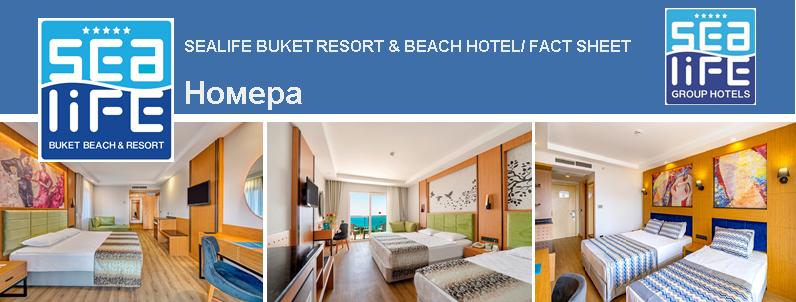 ★★★★★
sea
life
BUKET BEACH & RESORT
SEALIFE BUKET RESORT & BEACH HOTEL/ FACT SHEET
Номера
★★★★★
sea
life
GROUP HOTELS